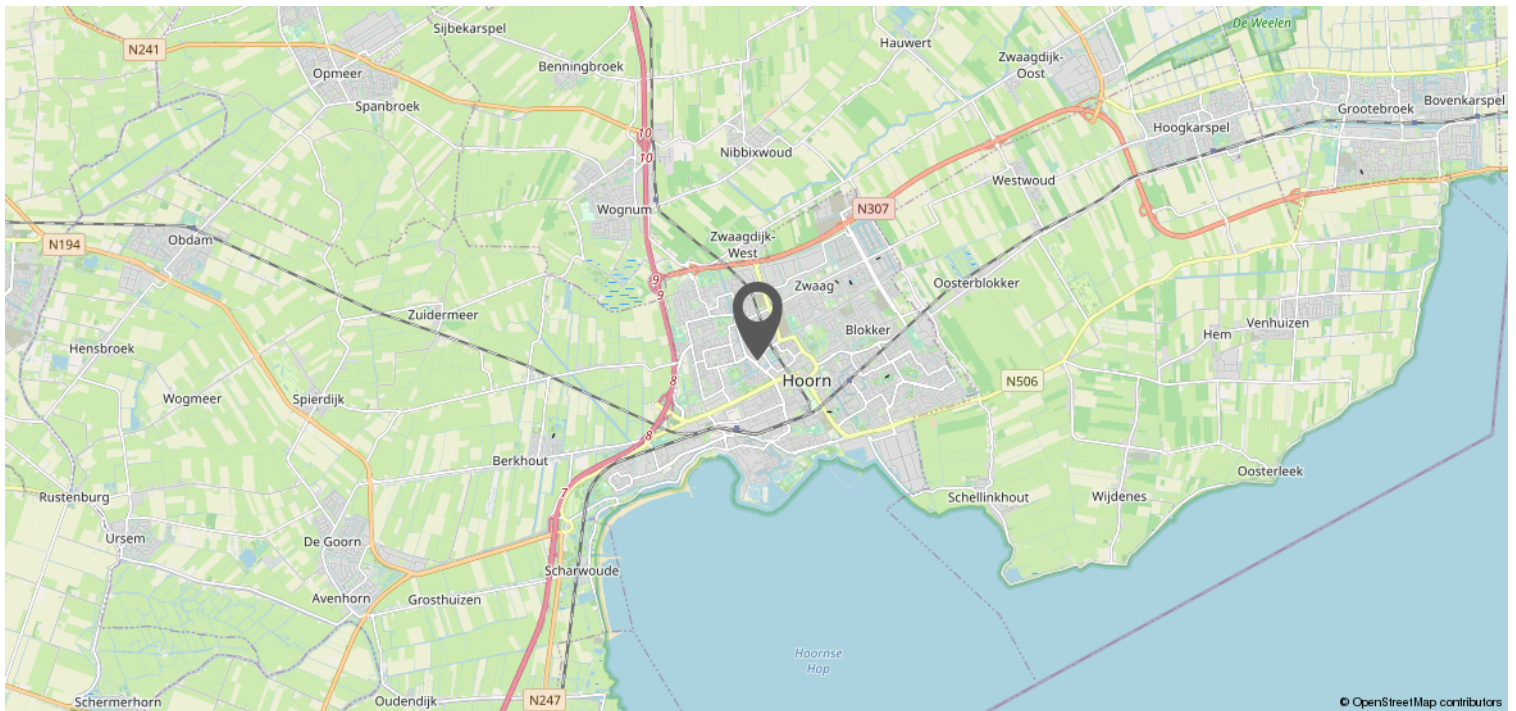 Sijbekarspel
De Weelen
N241
Hauwert
Benningbroek
Zwaagdijk-
Oost
Opmeer
Spanbroek
Grootebroek
Bovenkarspel
Hoogkarspel
10
10
Nibbixwoud
Westwoud
Wognum
N307
N194
Obdam
Zwaagdijk-
West
9
9
Zwaag
Oosterblokker
Zuidermeer
Blokker
Venhuizen
Hem
Hensbroek
8
Hoorn
N506
Wogmeer
Spierdijk
8
Berkhout
Oosterleek
7
Rustenburg
Schellinkhout
Wijdenes
Ursem
De Goorn
Scharwoude
Avenhorn
Grosthuizen
Hoornse
Hop
Schermerhorn
Oudendijk
N247
© OpenStreetMap contributors